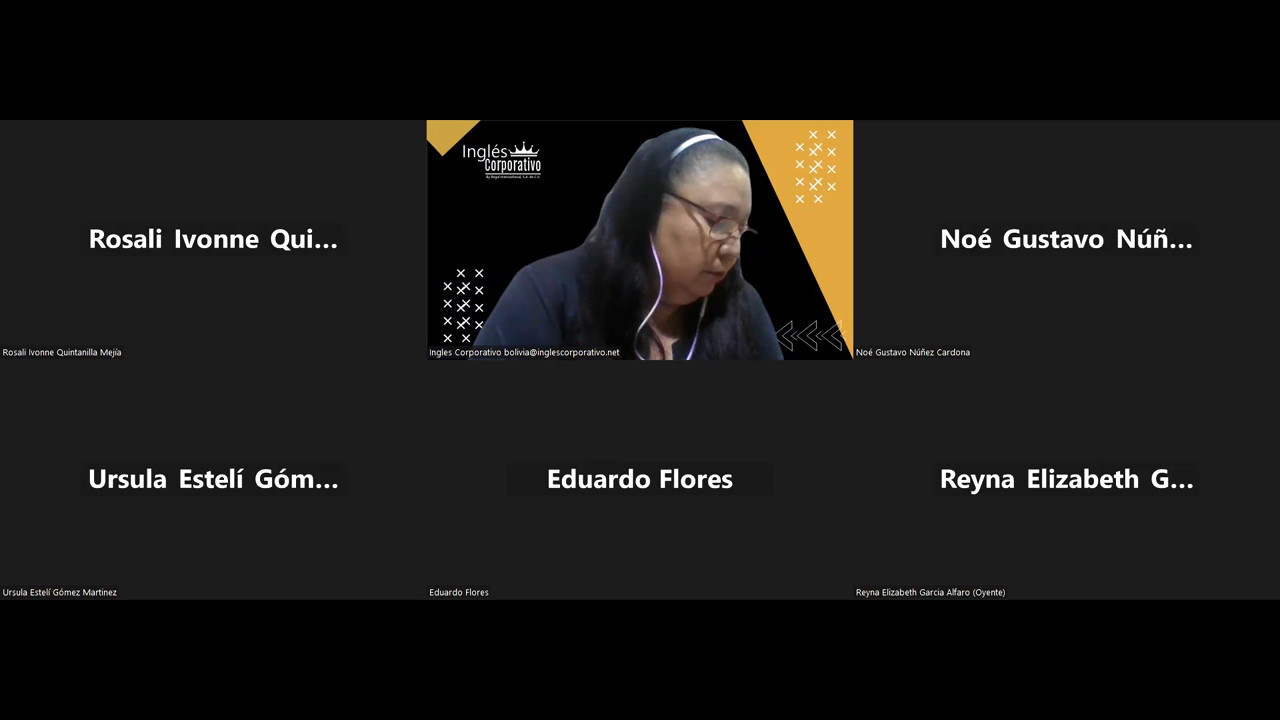 Rosali Ivonne Qui...
Rosali Ivonne Quintanilla Mejía
Inglés
Corporativo
Ingles Corporativo bolivia@inglescorporativo.net
Noé Gustavo Núñ...
Noé Gustavo Núñez Cardona
Ursula Estelí Góm...
Ursula Estelí Gómez Martinez
Eduardo Flores
Eduardo Flores
Reyna Elizabeth G...
Reyna Elizabeth Garcia Alfaro (Oyente)